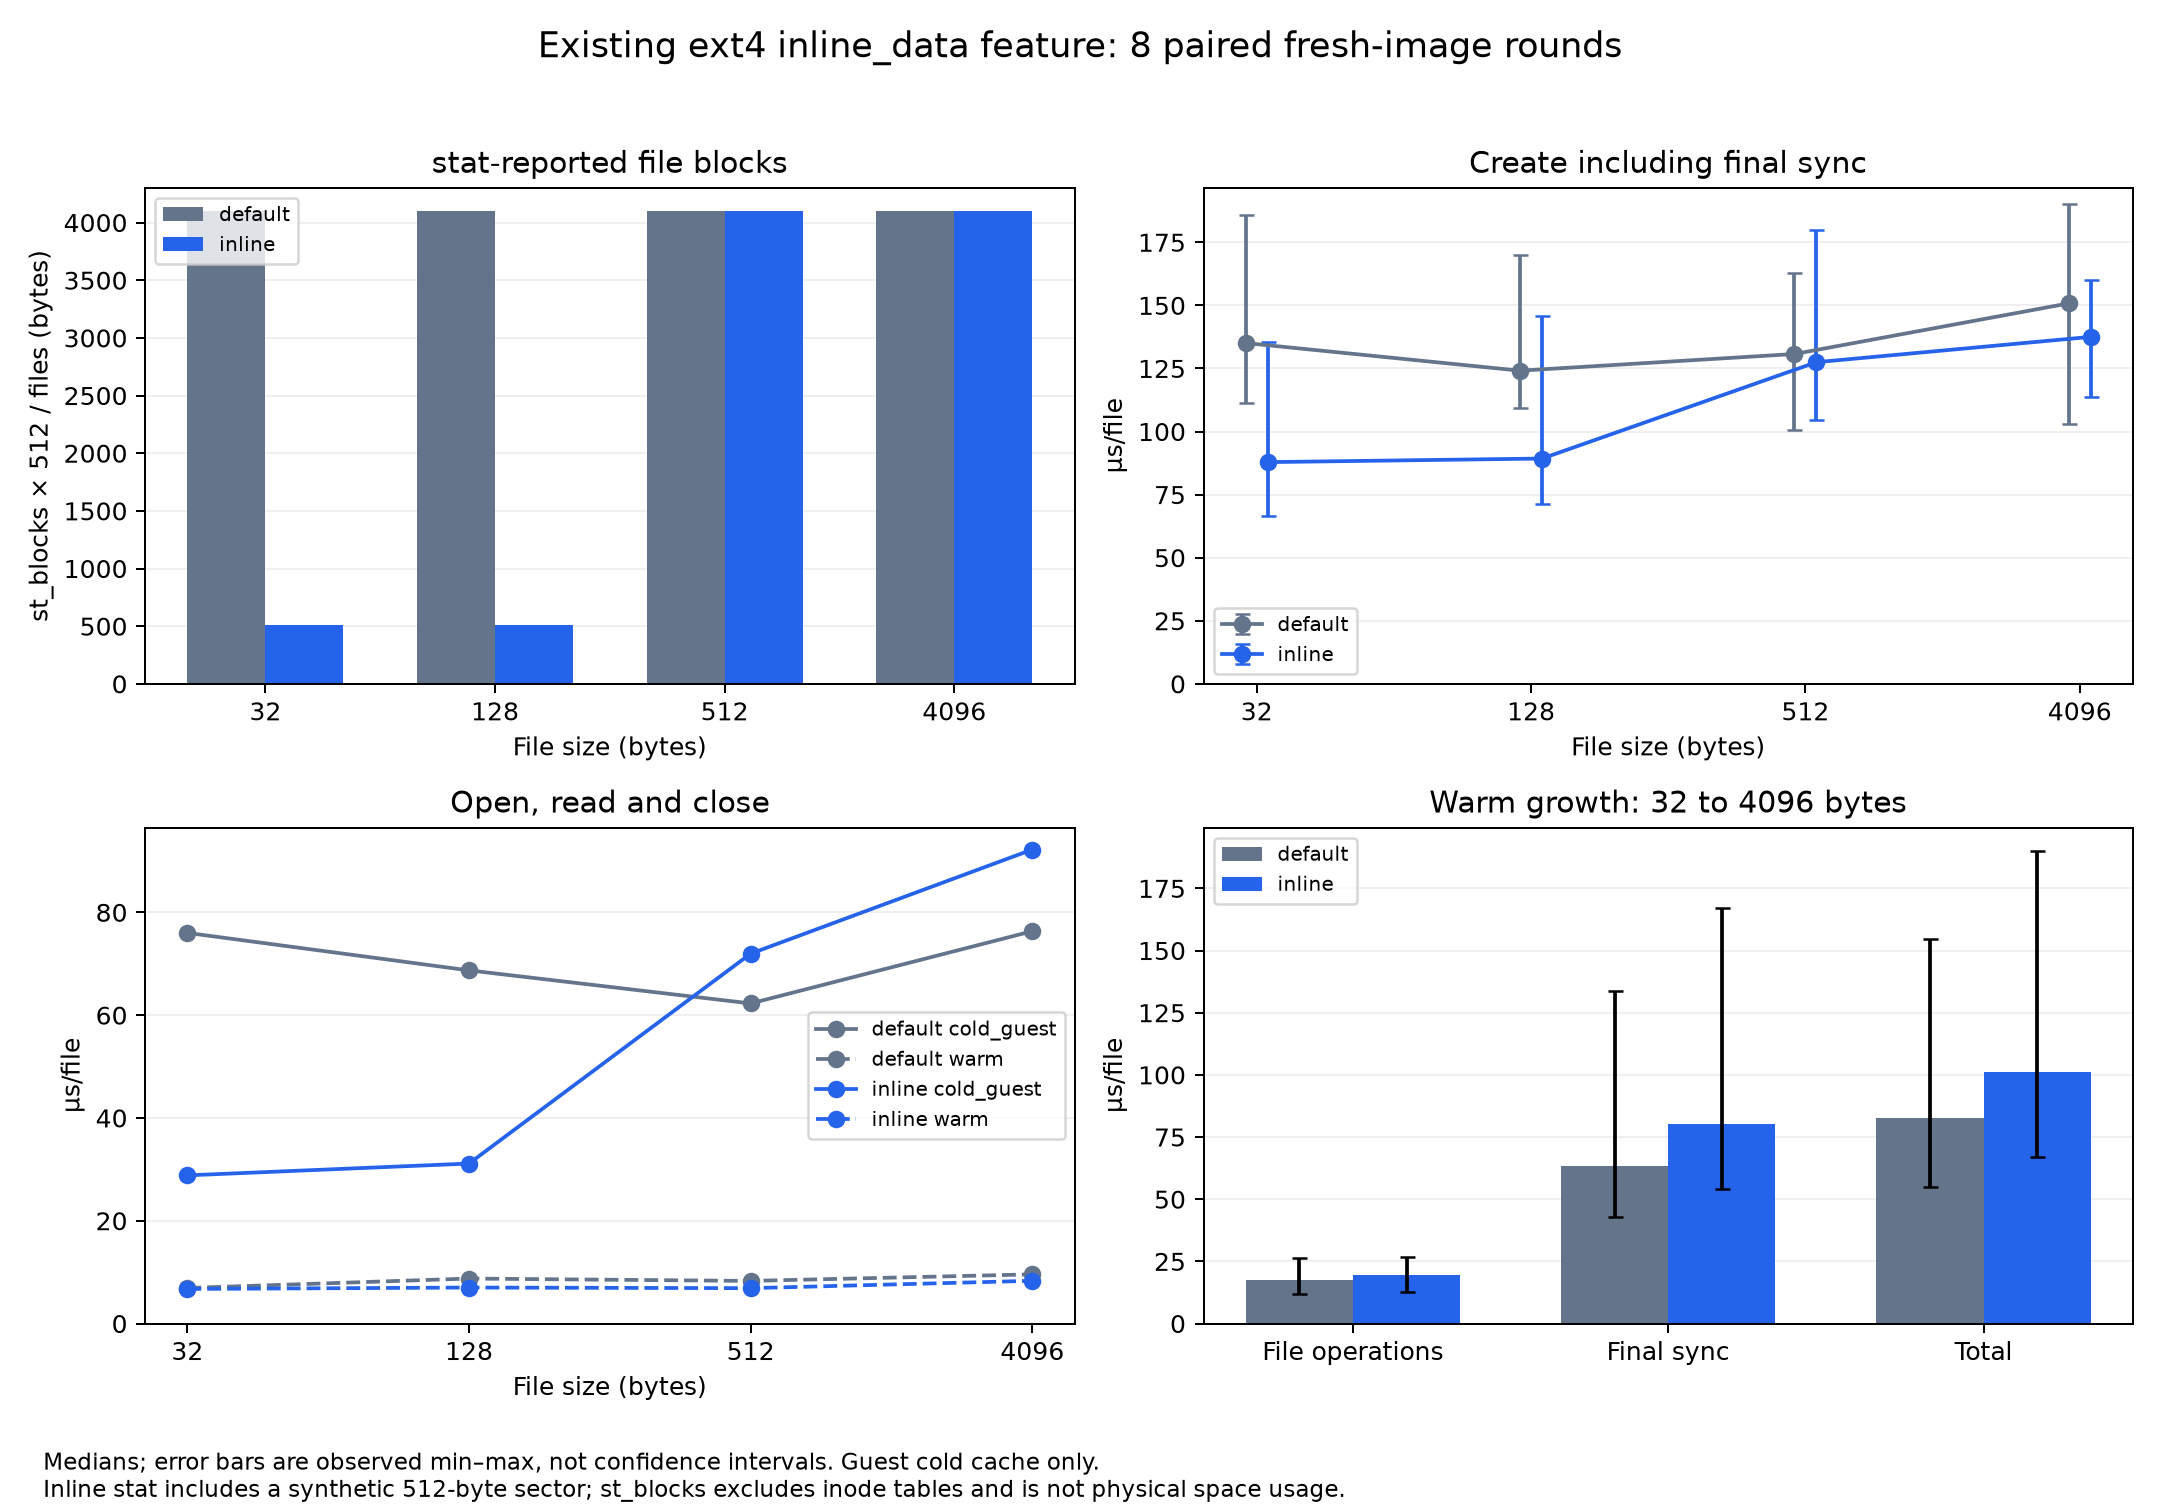 Existing ext4 inline_data feature: 8 paired fresh-image rounds
stat-reported file blocks
st_blocks × 512 / files (bytes)
4000
3500
3000
2500
2000
1500
1000
500
0
default
inline
32
128
512
4096
File size (bytes)
Create including final sync
µs/file
175
150
125
100
75
50
25
0
default
inline
32
128
512
4096
File size (bytes)
Open, read and close
µs/file
80
60
40
20
0
default cold_guest
default warm
inline cold_guest
inline warm
32
128
512
4096
File size (bytes)
Warm growth: 32 to 4096 bytes
µs/file
175
150
125
100
75
50
25
0
default
inline
File operations
Final sync
Total
Medians; error bars are observed min–max, not confidence intervals. Guest cold cache only.
Inline stat includes a synthetic 512-byte sector; st_blocks excludes inode tables and is not physical space usage.